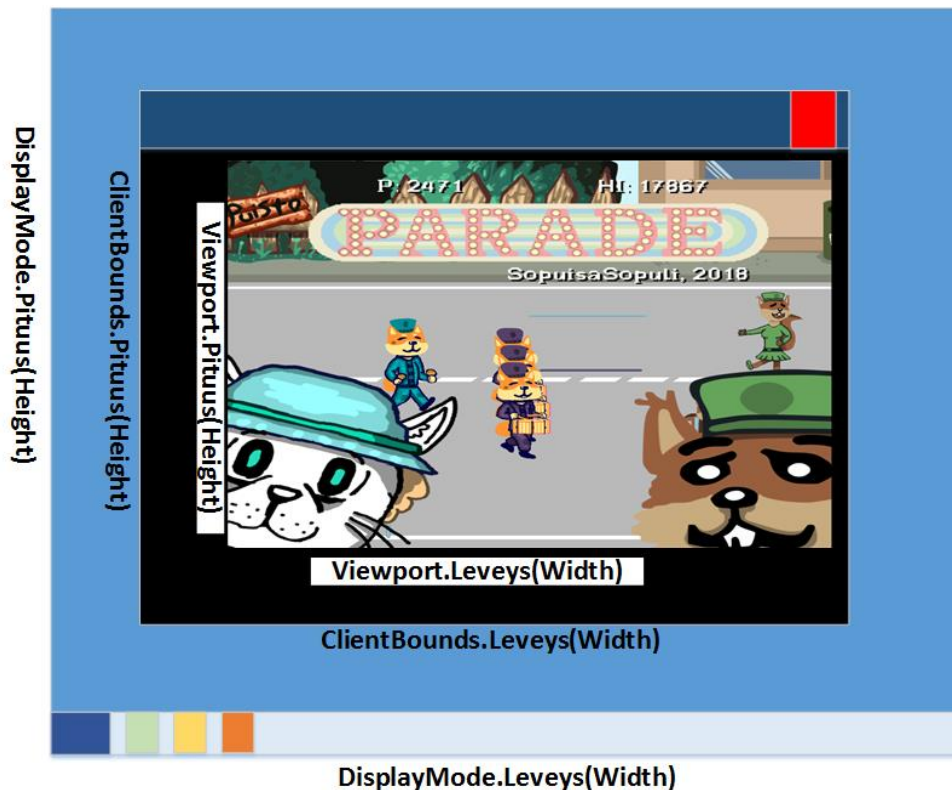 DisplayMode.Pituus(Height)
ClientBounds.Pituus(Height)
Viewport.Pituus(Height)
P: 2471
HI: 17867
Puisto
PARADE
SopuisaSopuli, 2018
Viewport.Leveys(Width)
ClientBounds.Leveys(Width)
DisplayMode.Leveys(Width)